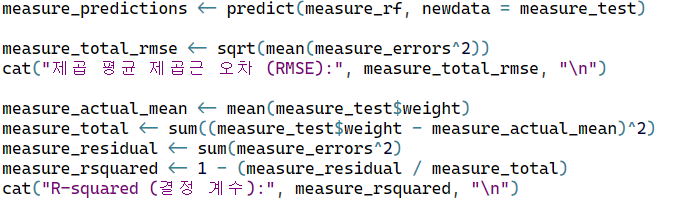 measure_predictions <- predict(measure_rf, newdata = measure_test)
measure_total_rmse <- sqrt(mean(measure_errors^2))
cat("제곱 평균 제곱근 오차 (RMSE):", measure_total_rmse, "\n")
measure_actual_mean <- mean(measure_test$weight)
measure_total <- sum((measure_test$weight - measure_actual_mean)^2)
measure_residual <- sum(measure_errors^2)
measure_rsquared <- 1 - (measure_residual / measure_total)
cat("R-squared (결정 계수):", measure_rsquared, "\n")